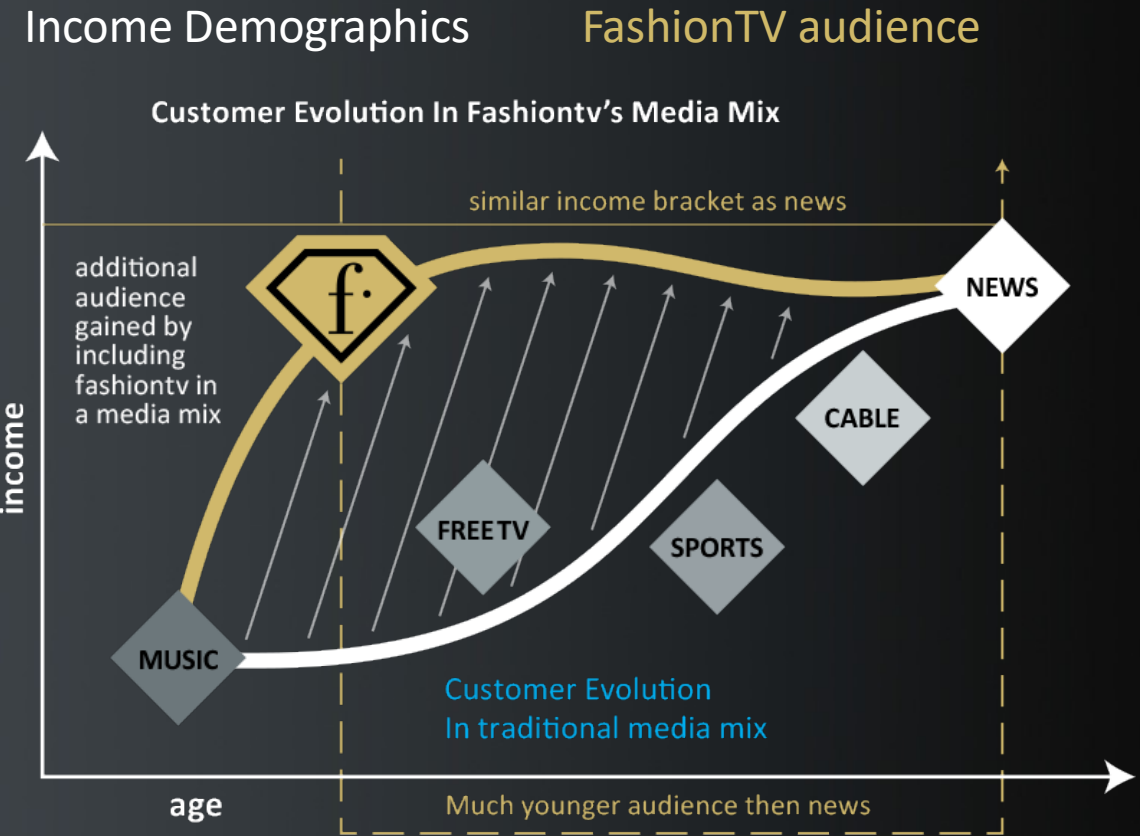 Income Demographics
FashionTV audience
Customer Evolution In Fashiontv's Media Mix
similar income bracket as news
additional
audience
gained by
including
fashiontv in
a media mix
f.
NEWS
CABLE
FREE TV
SPORTS
MUSIC
income
Customer Evolution
In traditional media mix
age
Much younger audience then news